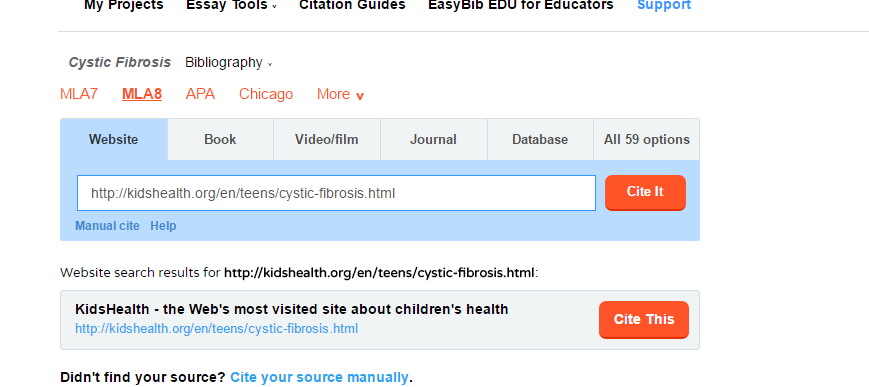 My Projects Essay Tools ˅ Citation Guides EasyBib EDU for Educators Support
Cystic Fibrosis Bibliography ˅
MLA7 MLA8 APA Chicago More v
Website Book Video/film Journal Database All 59 options
http://kidshealth.org/en/teens/cystic-fibrosis.html Cite It
Manual cite Help
Website search results for http://kidshealth.org/en/teens/cystic-fibrosis.html:
KidsHealth - the Web's most visited site about children's health
http://kidshealth.org/en/teens/cystic-fibrosis.html
Cite This
Didn't find your source? Cite your source manually.